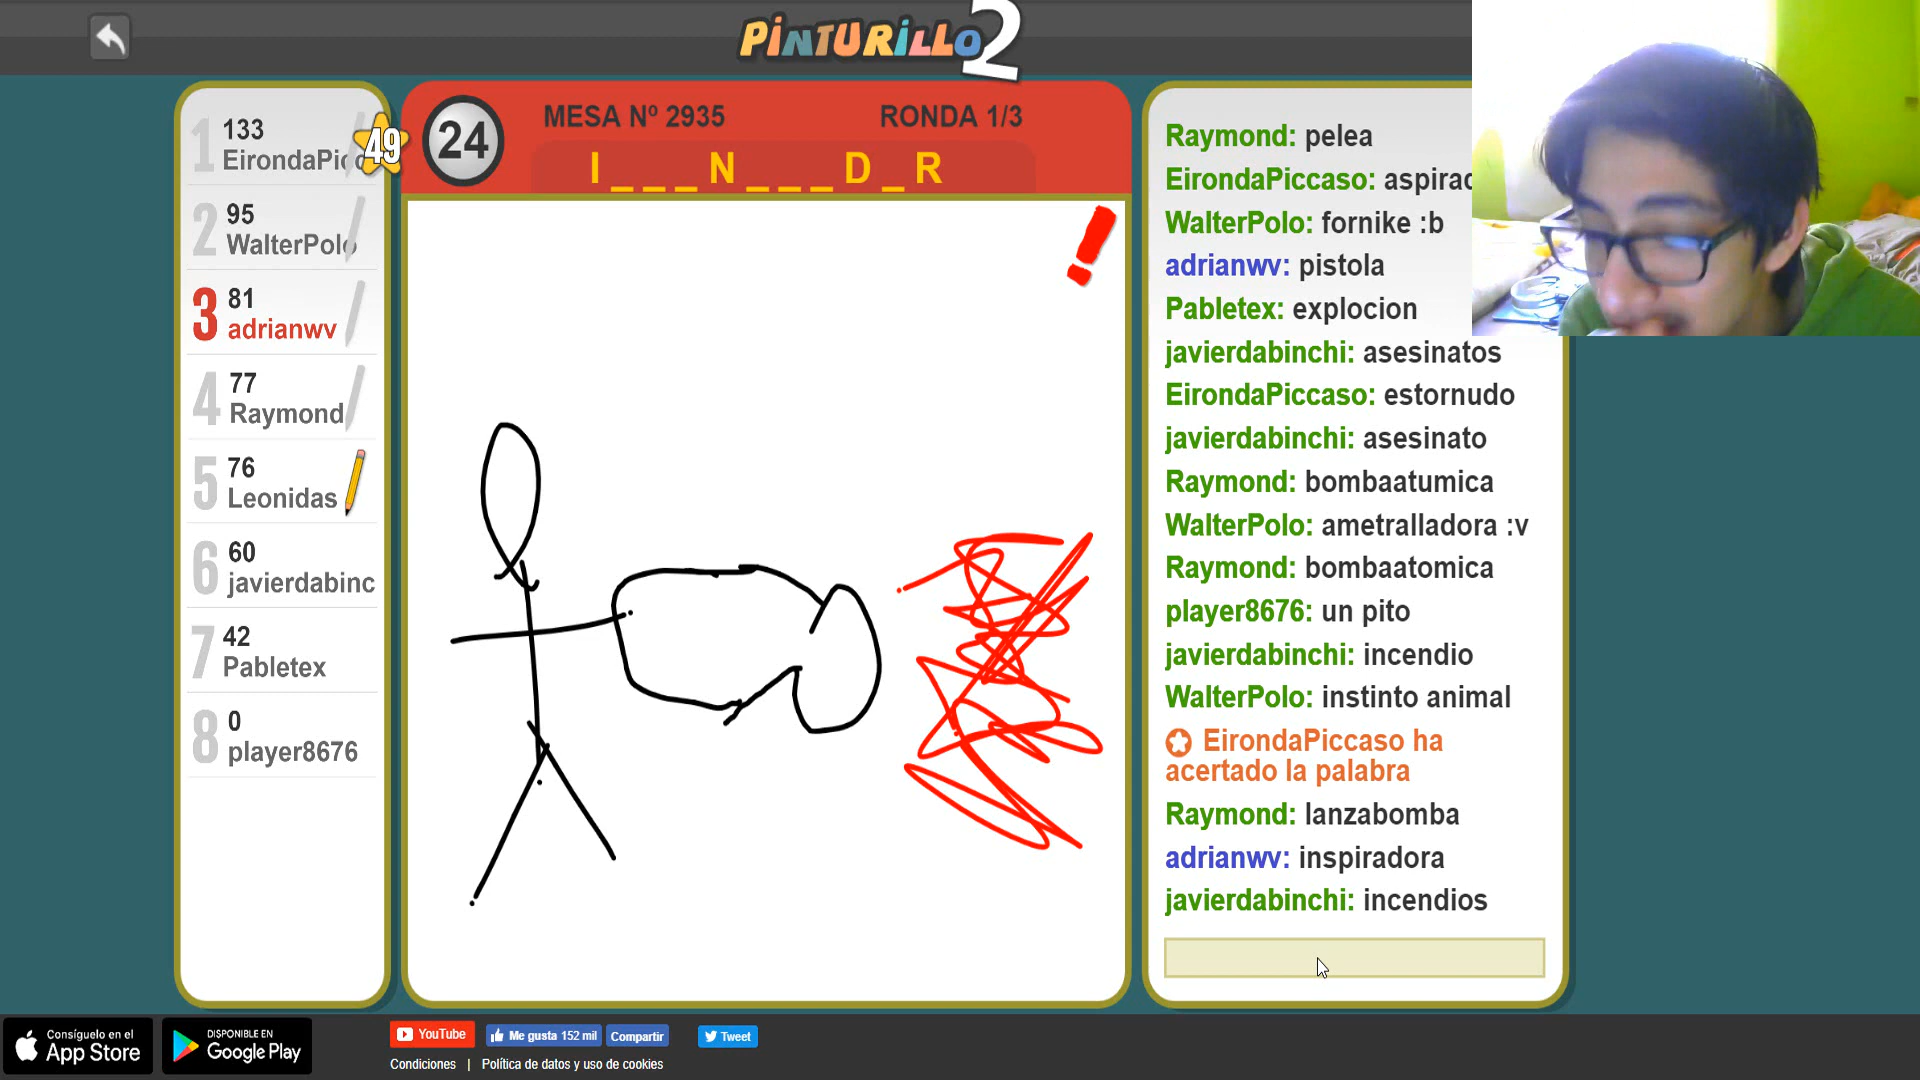 PINTURILLO 2
1 133 EirondaPicc
49
2 95 WalterPolo
3 81 adrianwv
4 77 Raymond
5 76 Leonidas
6 60 javierdabinc
7 42 Pabletex
8 0 player8676
24 MESA Nº 2935 RONDA 1/3
I _ _ _ N _ _ _ D _ R
Raymond: pelea
EirondaPiccaso: aspirad
WalterPolo: fornike :b
adrianwv: pistola
Pabletex: explocion
javierdabinchi: asesinatos
EirondaPiccaso: estornudo
javierdabinchi: asesinato
Raymond: bombaatumica
WalterPolo: ametralladora :v
Raymond: bombaatomica
player8676: un pito
javierdabinchi: incendio
WalterPolo: instinto animal
EirondaPiccaso ha
acertado la palabra
Raymond: lanzabomba
adrianwv: inspiradora
javierdabinchi: incendios
Consíguelo en el
App Store
DISPONIBLE EN
Google Play
YouTube Me gusta 152 mil Compartir Tweet
Condiciones | Política de datos y uso de cookies